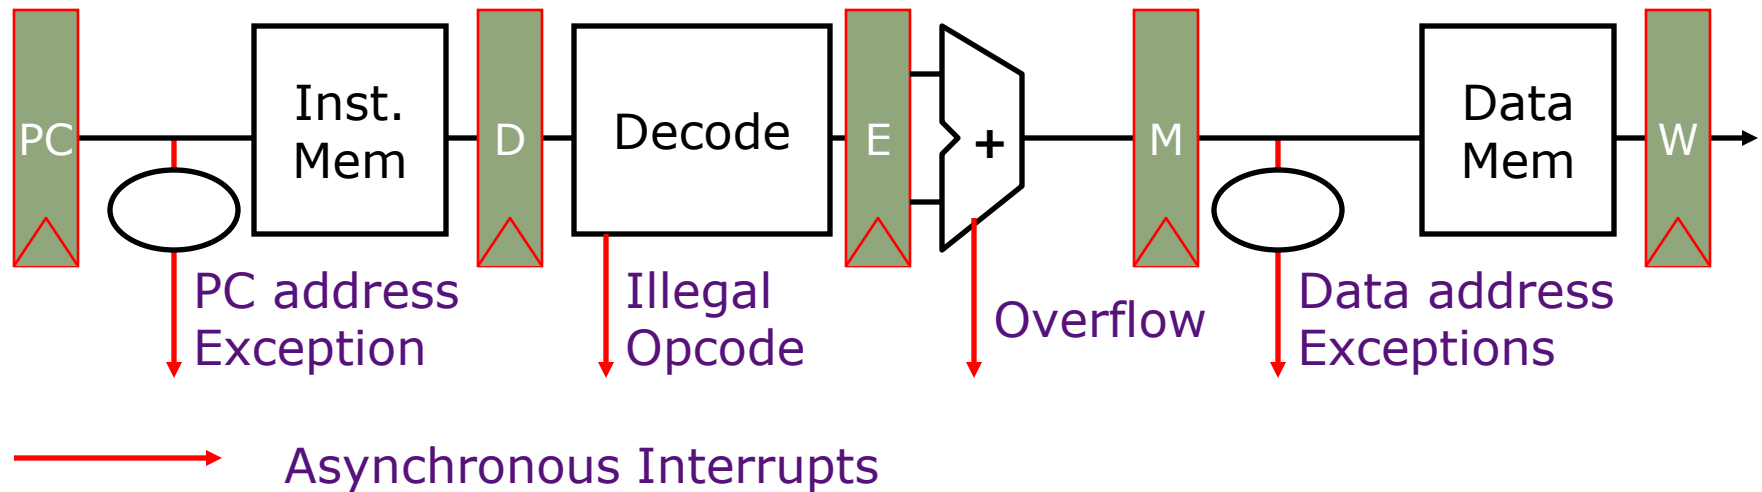 PC
Inst.
Mem
D
Decode
E
+
M
Data
Mem
W
PC address
Exception
Illegal
Opcode
Overflow
Data address
Exceptions
Asynchronous Interrupts